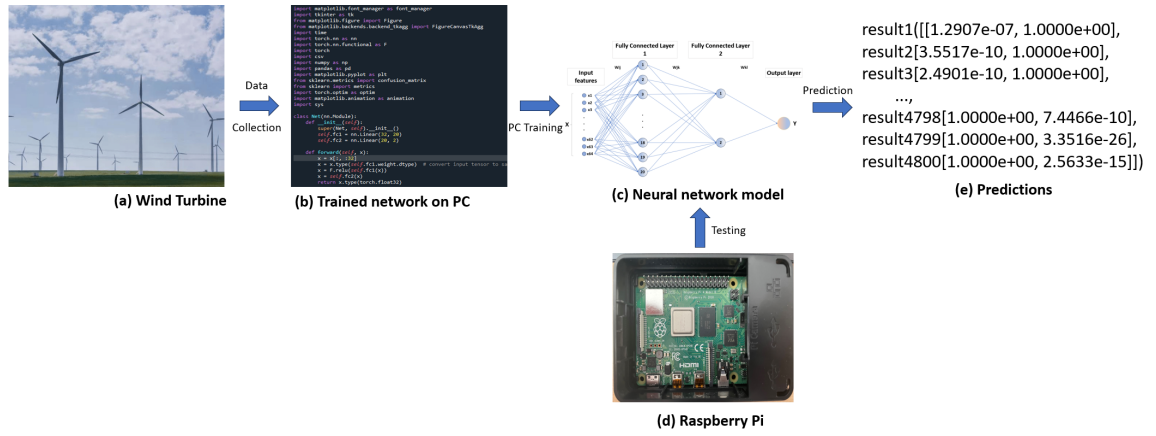 import matplotlib.font_manager as font_manager
import tkinter as tk
from matplotlib.figure import Figure
from matplotlib.backends.backend_tkagg import FigureCanvasTkAgg
import time
import torch.nn as nn
import torch.nn.functional as F
import torch
import csv
import numpy as np
import pandas as pd
import matplotlib.pyplot as plt
from sklearn.metrics import confusion_metrix
from sklearn import metrics
import torch.optim as optim
import matplotlib.animation as animation
import sys
class Net(nn.Module):
def __init__(self):
super(Net, self).__init__()
self.fc1 = nn.Linear(32, 20)
self.fc2 = nn.Linear(20, 2)
def Forward(self, x):
x = x[:, :32]
x = x.type(self.fc1.weight.dtype) # convert input tensor to
x = F.relu(self.fc1(x))
x = self.fc2(x)
return x.type(torch.float32)
Data
Collection
PC Training
Fully Connected Layer
1
Fully Connected Layer
2
Input
features
Output layer
X
Y
Prediction
result1([[1.2907e-07, 1.0000e+00],
result2[3.5517e-10, 1.0000e+00],
result3[2.4901e-10, 1.0000e+00],
...,
result4798[1.0000e+00, 7.4466e-10],
result4799[1.0000e+00, 3.3516e-26],
result4800[1.0000e+00, 2.5633e-15]])
(a) Wind Turbine
(b) Trained network on PC
(c) Neural network model
(e) Predictions
Testing
HDMI
(d) Raspberry Pi